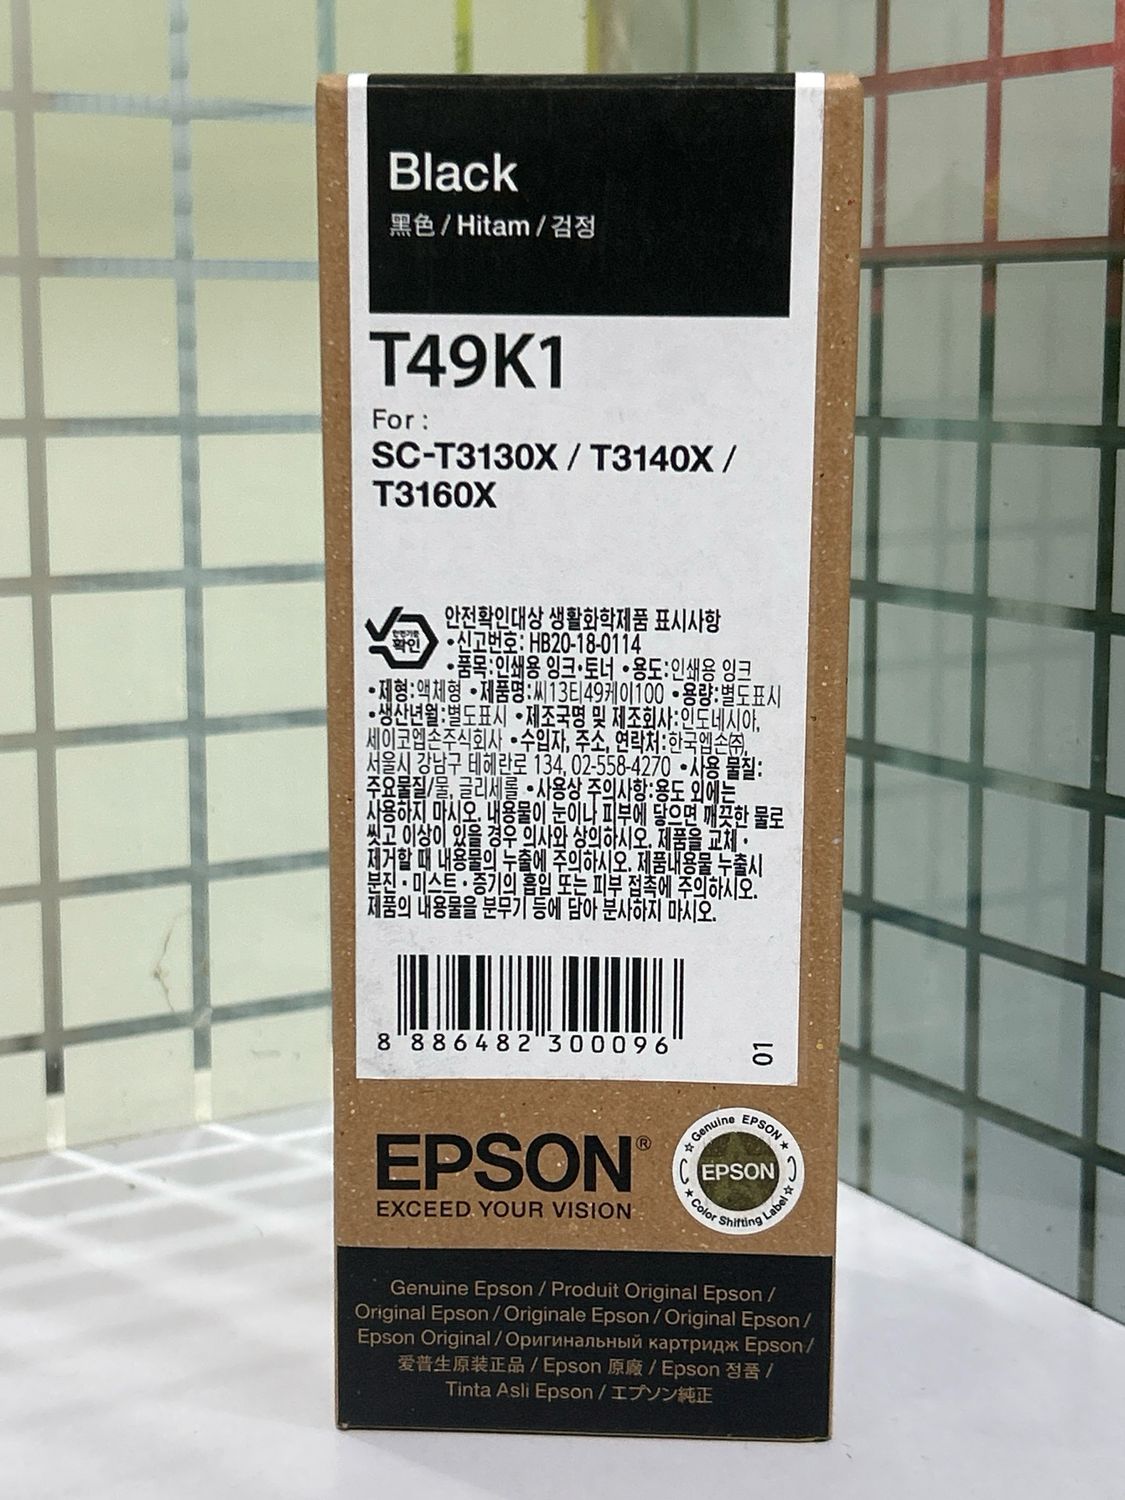 Black
黑色 / Hitam / 검정
T49K1
For :
SC-T3130X / T3140X /
T3160X
안전기준
확인
안전확인대상 생활화학제품 표시사항
•신고번호: HB20-18-0114
•품목:인쇄용 잉크•토너 •용도:인쇄용 잉크
•제형:액체형 •제품명:씨13티49케이100 •용량:별도표시
•생산년월:별도표시 •제조국명 및 제조회사:인도네시아,
세이코엡손주식회사 •수입자, 주소, 연락처:한국엡손㈜,
서울시 강남구 테헤란로 134, 02-558-4270 •사용 물질:
주요물질/물, 글리세롤 •사용상 주의사항:용도 외에는
사용하지 마시오. 내용물이 눈이나 피부에 닿으면 깨끗한 물로
씻고 이상이 있을 경우 의사와 상의하시오. 제품을 교체·
제거할 때 내용물의 누출에 주의하시오. 제품내용물 누출시
분진·미스트·증기의 흡입 또는 피부 접촉에 주의하시오.
제품의 내용물을 분무기 등에 담아 분사하지 마시오.
8 886482 300096
01
EPSON®
EXCEED YOUR VISION
Genuine EPSON
EPSON
Color Shifting Label
Genuine Epson / Produit Original Epson /
Original Epson / Originale Epson / Original Epson /
Epson Original / Оригинальный картридж Epson /
爱普生原装正品 / Epson 原廠 / Epson 정품 /
Tinta Asli Epson / エプソン純正